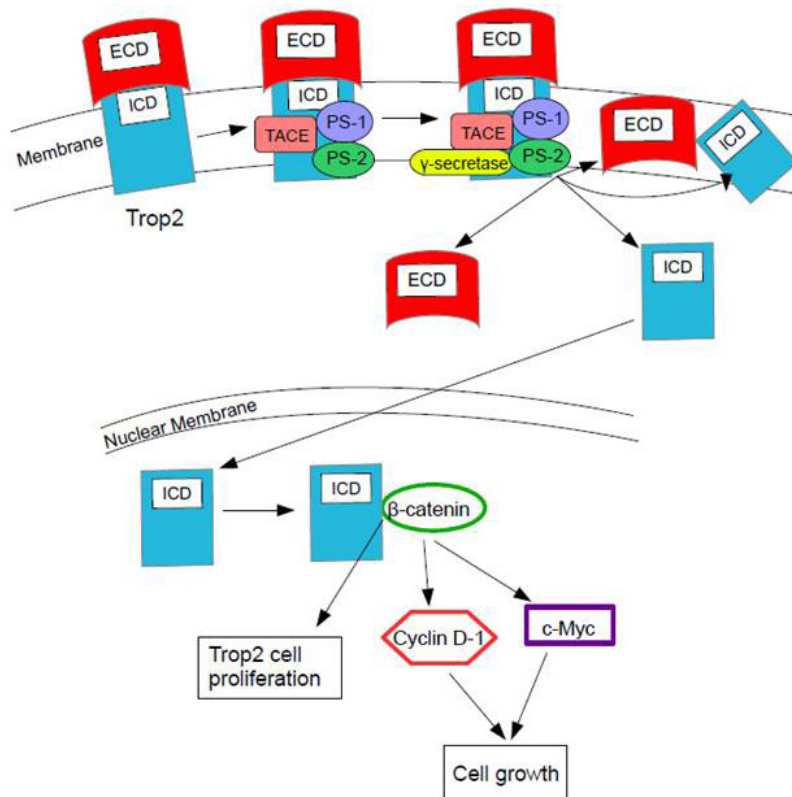 ECD
ICD
Membrane
Trop2
ECD
ICD
TACE
PS-1
PS-2
ECD
ICD
TACE
PS-1
γ-secretase
PS-2
ECD
ICD
ECD
ICD
Nuclear Membrane
ICD
ICD
β-catenin
Trop2 cell
proliferation
Cyclin D-1
c-Myc
Cell growth